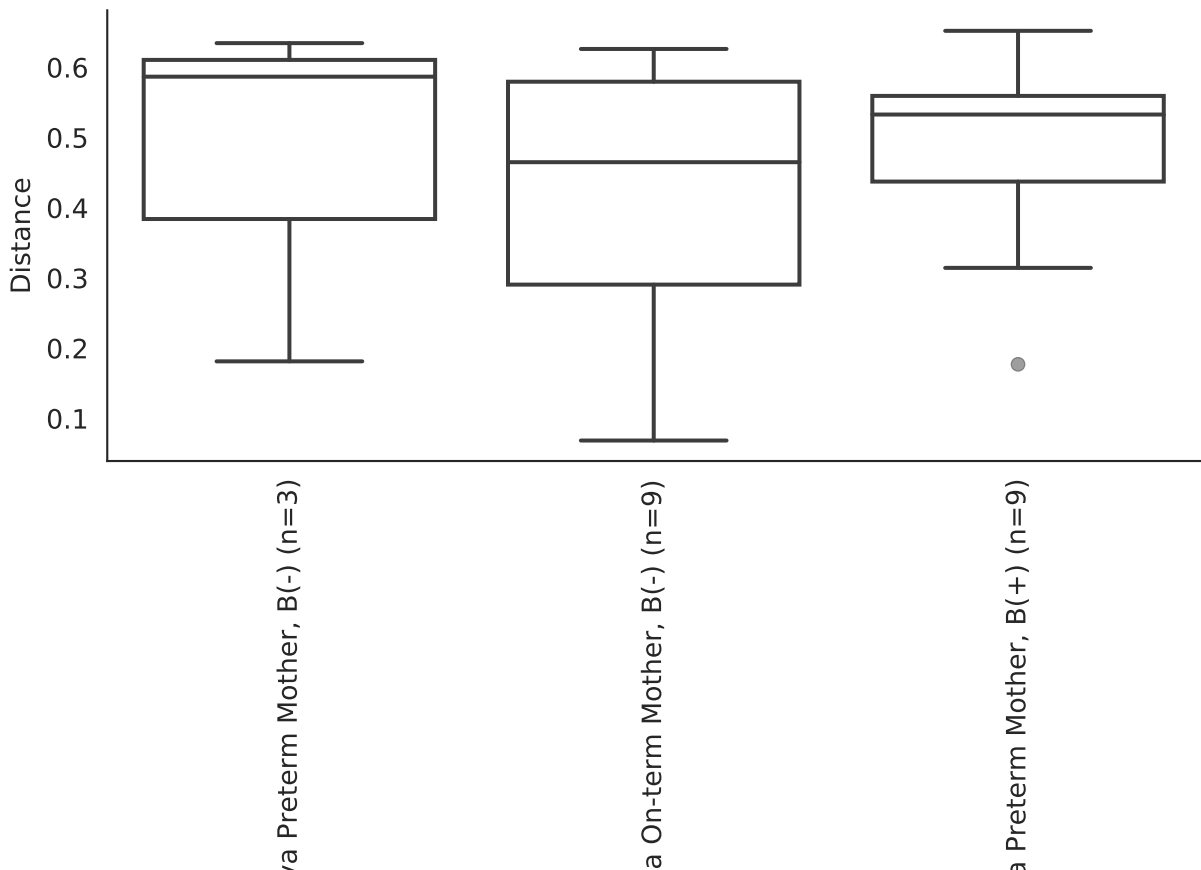 0.6
0.5
0.4
0.3
0.2
0.1
Distance
Preterm Mother, B(-) (n=3)
On-term Mother, B(-) (n=9)
Preterm Mother, B(+) (n=9)